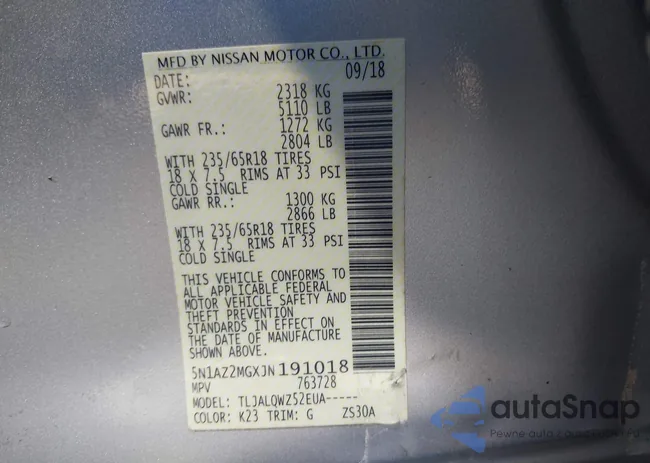 MFD BY NISSAN MOTOR CO., LTD.
DATE: 09/18
GVWR: 2318 KG
5110 LB
GAWR FR.: 1272 KG
2804 LB
WITH 235/65R18 TIRES
18 X 7.5 RIMS AT 33 PSI
COLD SINGLE
GAWR RR.: 1300 KG
2866 LB
WITH 235/65R18 TIRES
18 X 7.5 RIMS AT 33 PSI
COLD SINGLE
THIS VEHICLE CONFORMS TO
ALL APPLICABLE FEDERAL
MOTOR VEHICLE SAFETY AND
THEFT PREVENTION
STANDARDS IN EFFECT ON
THE DATE OF MANUFACTURE
SHOWN ABOVE.
5N1AZ2MGXJN191018
MPV 763728
MODEL: TLJALQWZ52EUA-----
COLOR: K23 TRIM: G ZS30A
autaSnap
Pewne auta z Ameryki